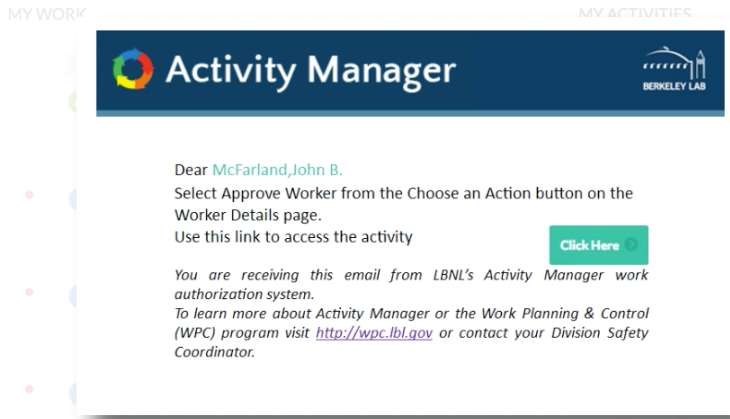 MY WORK
MY ACTIVITIES
Activity Manager
BERKELEY LAB
Dear McFarland,John B.
Select Approve Worker from the Choose an Action button on the
Worker Details page.
Use this link to access the activity
Click Here
You are receiving this email from LBNL's Activity Manager work
authorization system.
To learn more about Activity Manager or the Work Planning & Control
(WPC) program visit http://wpc.lbl.gov or contact your Division Safety
Coordinator.